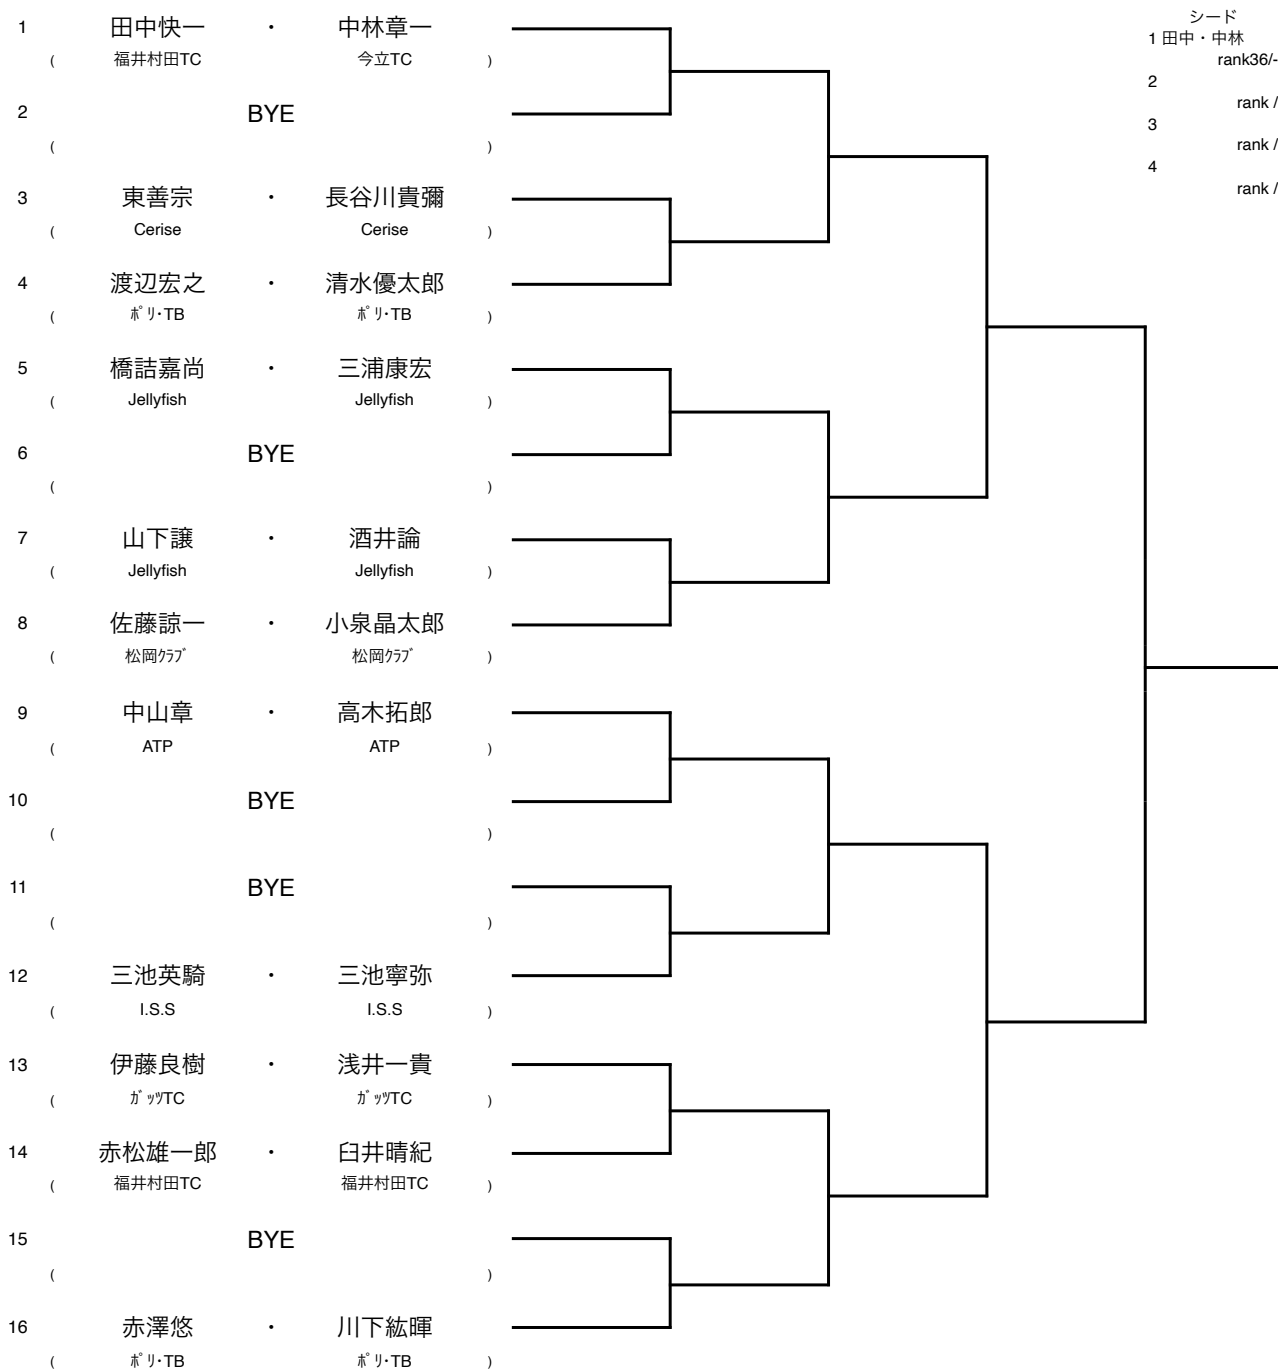 1 田中快一 ・ 中林章一
( 福井村田TC 今立TC )
2 BYE
( )
3 東善宗 ・ 長谷川貴彌
( Cerise Cerise )
4 渡辺宏之 ・ 清水優太郎
( ﾎﾟﾘ・TB ﾎﾟﾘ・TB )
5 橋詰嘉尚 ・ 三浦康宏
( Jellyfish Jellyfish )
6 BYE
( )
7 山下譲 ・ 酒井論
( Jellyfish Jellyfish )
8 佐藤諒一 ・ 小泉晶太郎
( 松岡ｸﾗﾌﾞ 松岡ｸﾗﾌﾞ )
9 中山章 ・ 高木拓郎
( ATP ATP )
10 BYE
( )
11 BYE
( )
12 三池英騎 ・ 三池寧弥
( I.S.S I.S.S )
13 伊藤良樹 ・ 浅井一貴
( ｶﾞｯﾂTC ｶﾞｯﾂTC )
14 赤松雄一郎 ・ 臼井晴紀
( 福井村田TC 福井村田TC )
15 BYE
( )
16 赤澤悠 ・ 川下紘暉
( ﾎﾟﾘ・TB ﾎﾟﾘ・TB )
シード
1 田中・中林
rank36/-
2
rank /
3
rank /
4
rank /